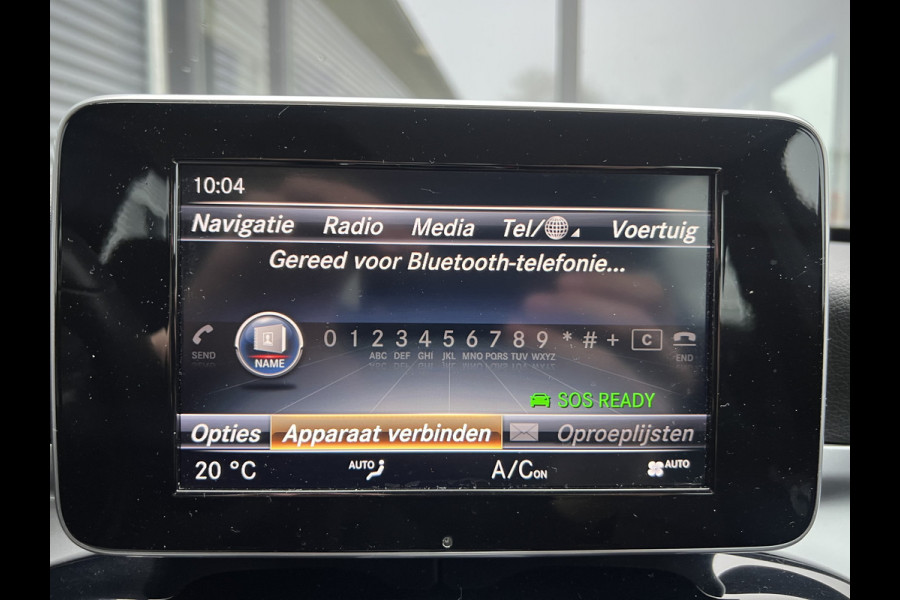 10:04
Navigatie Radio Media Tel/ Voertuig
Gereed voor Bluetooth-telefonie...
SEND NAME 0 1 2 3 4 5 6 7 8 9 * # + C END
ABC DEF GHI JKL MNO PQRS TUV WXYZ
SOS READY
Opties Apparaat verbinden Oproeplijsten
20 °C AUTO A/C ON AUTO